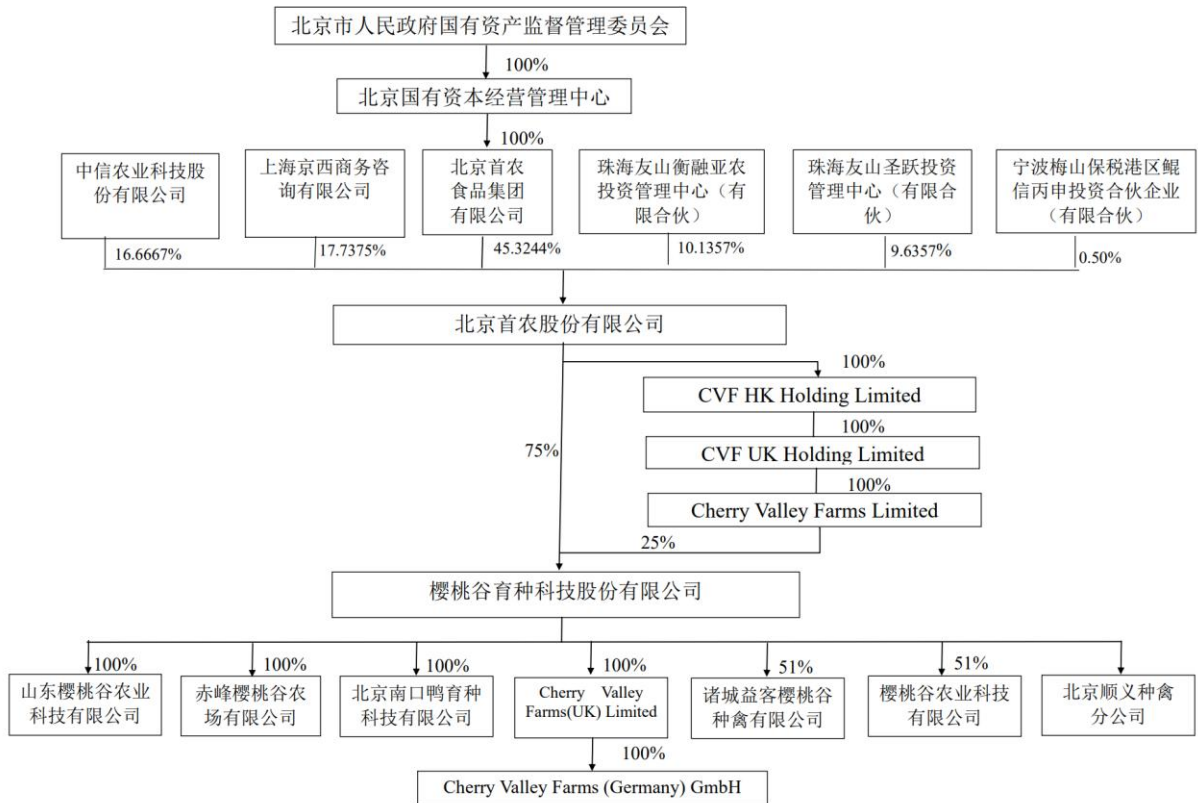 北京市人民政府国有资产监督管理委员会
100%
北京国有资本经营管理中心
100%
中信农业科技股
份有限公司
上海京西商务咨
询有限公司
北京首农
食品集团
有限公司
珠海友山衡融亚农
投资管理中心（有
限合伙）
珠海友山圣跃投资
管理中心（有限合
伙）
宁波梅山保税港区鲲
信丙申投资合伙企业
（有限合伙）
16.6667%
17.7375%
45.3244%
10.1357%
9.6357%
0.50%
北京首农股份有限公司
100%
CVF HK Holding Limited
100%
75%
CVF UK Holding Limited
100%
Cherry Valley Farms Limited
25%
樱桃谷育种科技股份有限公司
100%
100%
100%
100%
51%
51%
山东樱桃谷农业
科技有限公司
赤峰樱桃谷农
场有限公司
北京南口鸭育种
科技有限公司
Cherry Valley
Farms(UK) Limited
诸城益客樱桃谷
种禽有限公司
樱桃谷农业科技
有限公司
北京顺义种禽
分公司
100%
Cherry Valley Farms (Germany) GmbH